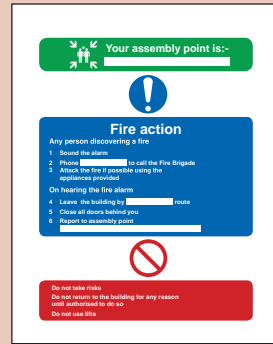 Your assembly point is:-
Fire action
Any person discovering a fire
1 Sound the alarm
2 Phone to call the Fire Brigade
3 Attack the fire if possible using the
appliances provided
On hearing the fire alarm
4 Leave the building by route
5 Close all doors behind you
6 Report to assembly point
Do not take risks
Do not return to the building for any reason
until authorised to do so
Do not use lifts